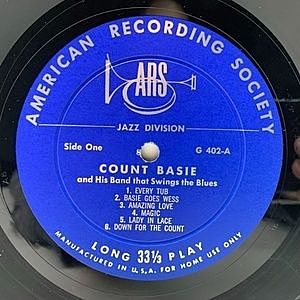 AMERICAN RECORDING SOCIETY
ARS
JAZZ DIVISION
Side One
G 402-A
COUNT BASIE
and His Band that Swings the Blues
1. EVERY TUB
2. BASIE GOES WESS
3. AMAZING LOVE
4. MAGIC
5. LADY IN LACE
6. DOWN FOR THE COUNT
LONG 33⅓ PLAY
MANUFACTURED IN U.S.A. FOR HOME USE ONLY